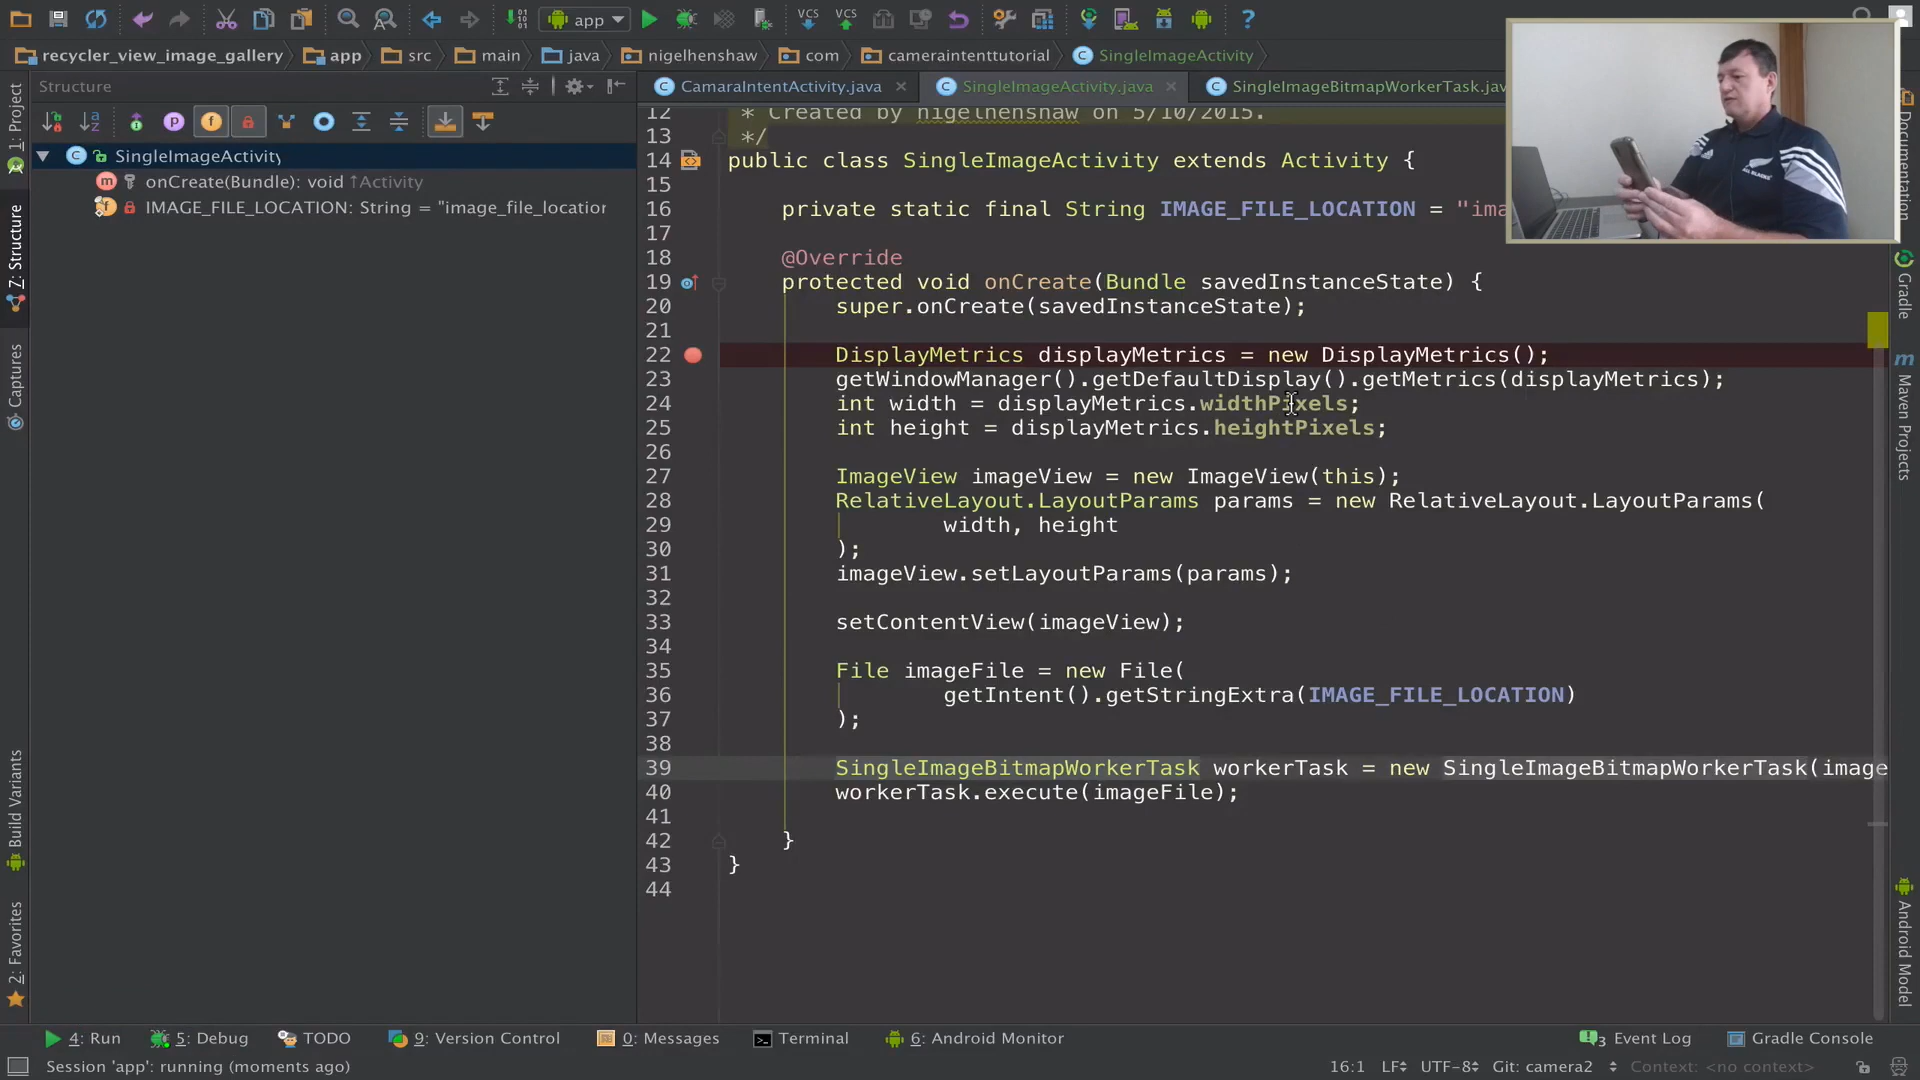 app
VCS
VCS
recycler_view_image_gallery
app
src
main
java
nigelhenshaw
com
cameraintenttutorial
SingleImageActivity
Structure
CamaraIntentActivity.java
SingleImageActivity.java
SingleImageBitmapWorkerTask.jav
SingleImageActivity
onCreate(Bundle): void ↑Activity
IMAGE_FILE_LOCATION: String = "image_file_location
1: Project
7: Structure
Captures
Build Variants
2: Favorites
12 * Created by nigelhenshaw on 5/10/2015.
13 */
14 public class SingleImageActivity extends Activity {
15
16 private static final String IMAGE_FILE_LOCATION = "ima
17
18 @Override
19 protected void onCreate(Bundle savedInstanceState) {
20 super.onCreate(savedInstanceState);
21
22 DisplayMetrics displayMetrics = new DisplayMetrics();
23 getWindowManager().getDefaultDisplay().getMetrics(displayMetrics);
24 int width = displayMetrics.widthPixels;
25 int height = displayMetrics.heightPixels;
26
27 ImageView imageView = new ImageView(this);
28 RelativeLayout.LayoutParams params = new RelativeLayout.LayoutParams(
29 width, height
30 );
31 imageView.setLayoutParams(params);
32
33 setContentView(imageView);
34
35 File imageFile = new File(
36 getIntent().getStringExtra(IMAGE_FILE_LOCATION)
37 );
38
39 SingleImageBitmapWorkerTask workerTask = new SingleImageBitmapWorkerTask(image
40 workerTask.execute(imageFile);
41
42 }
43 }
44
Documentation
Gradle
Maven Projects
Android Model
4: Run
5: Debug
TODO
9: Version Control
0: Messages
Terminal
6: Android Monitor
3 Event Log
Gradle Console
Session 'app': running (moments ago)
16:1
LF
UTF-8
Git: camera2
Context: <no context>